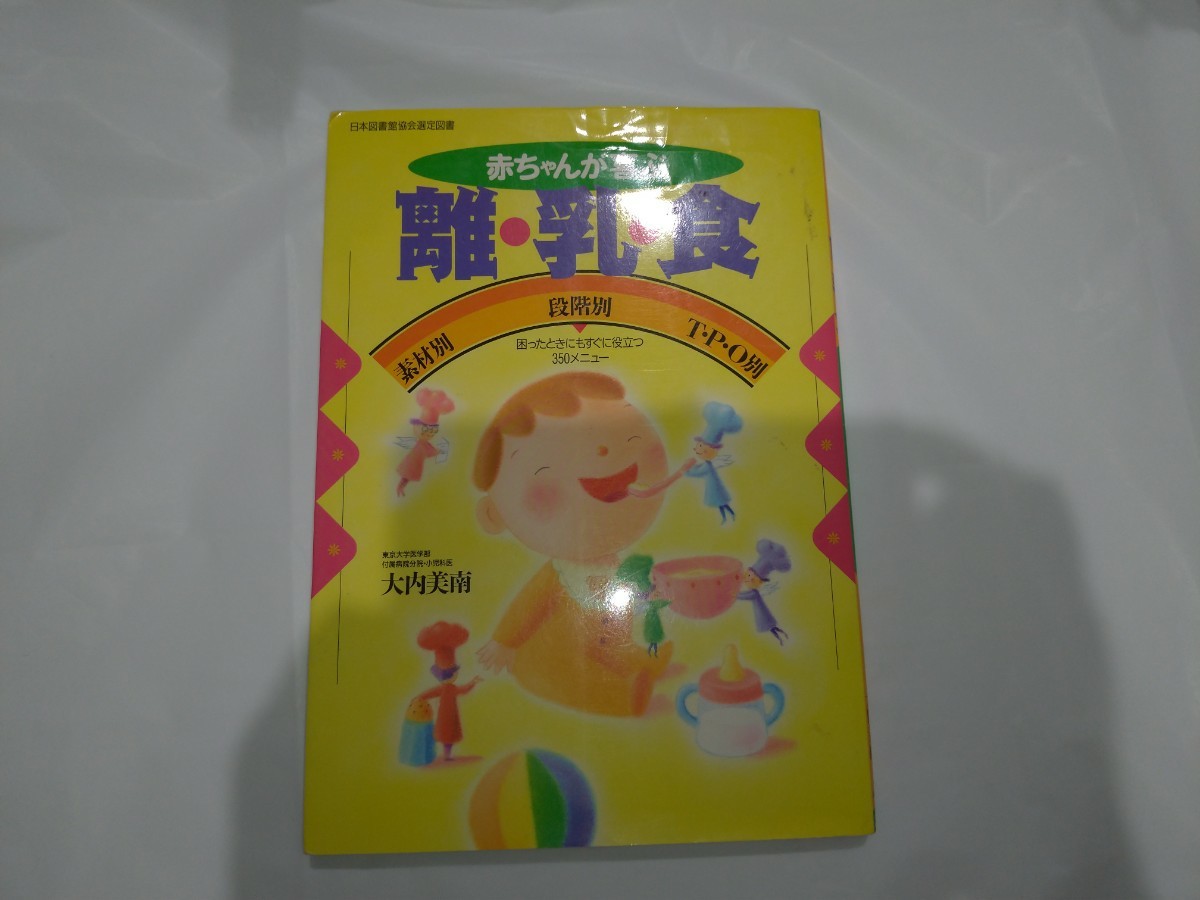 日本図書館協会選定図書
赤ちゃんが喜ぶ
離・乳・食
素材別
段階別
T・P・O別
困ったときにもすぐに役立つ
350メニュー
東京大学医学部
付属病院分院・小児科医
大内美南